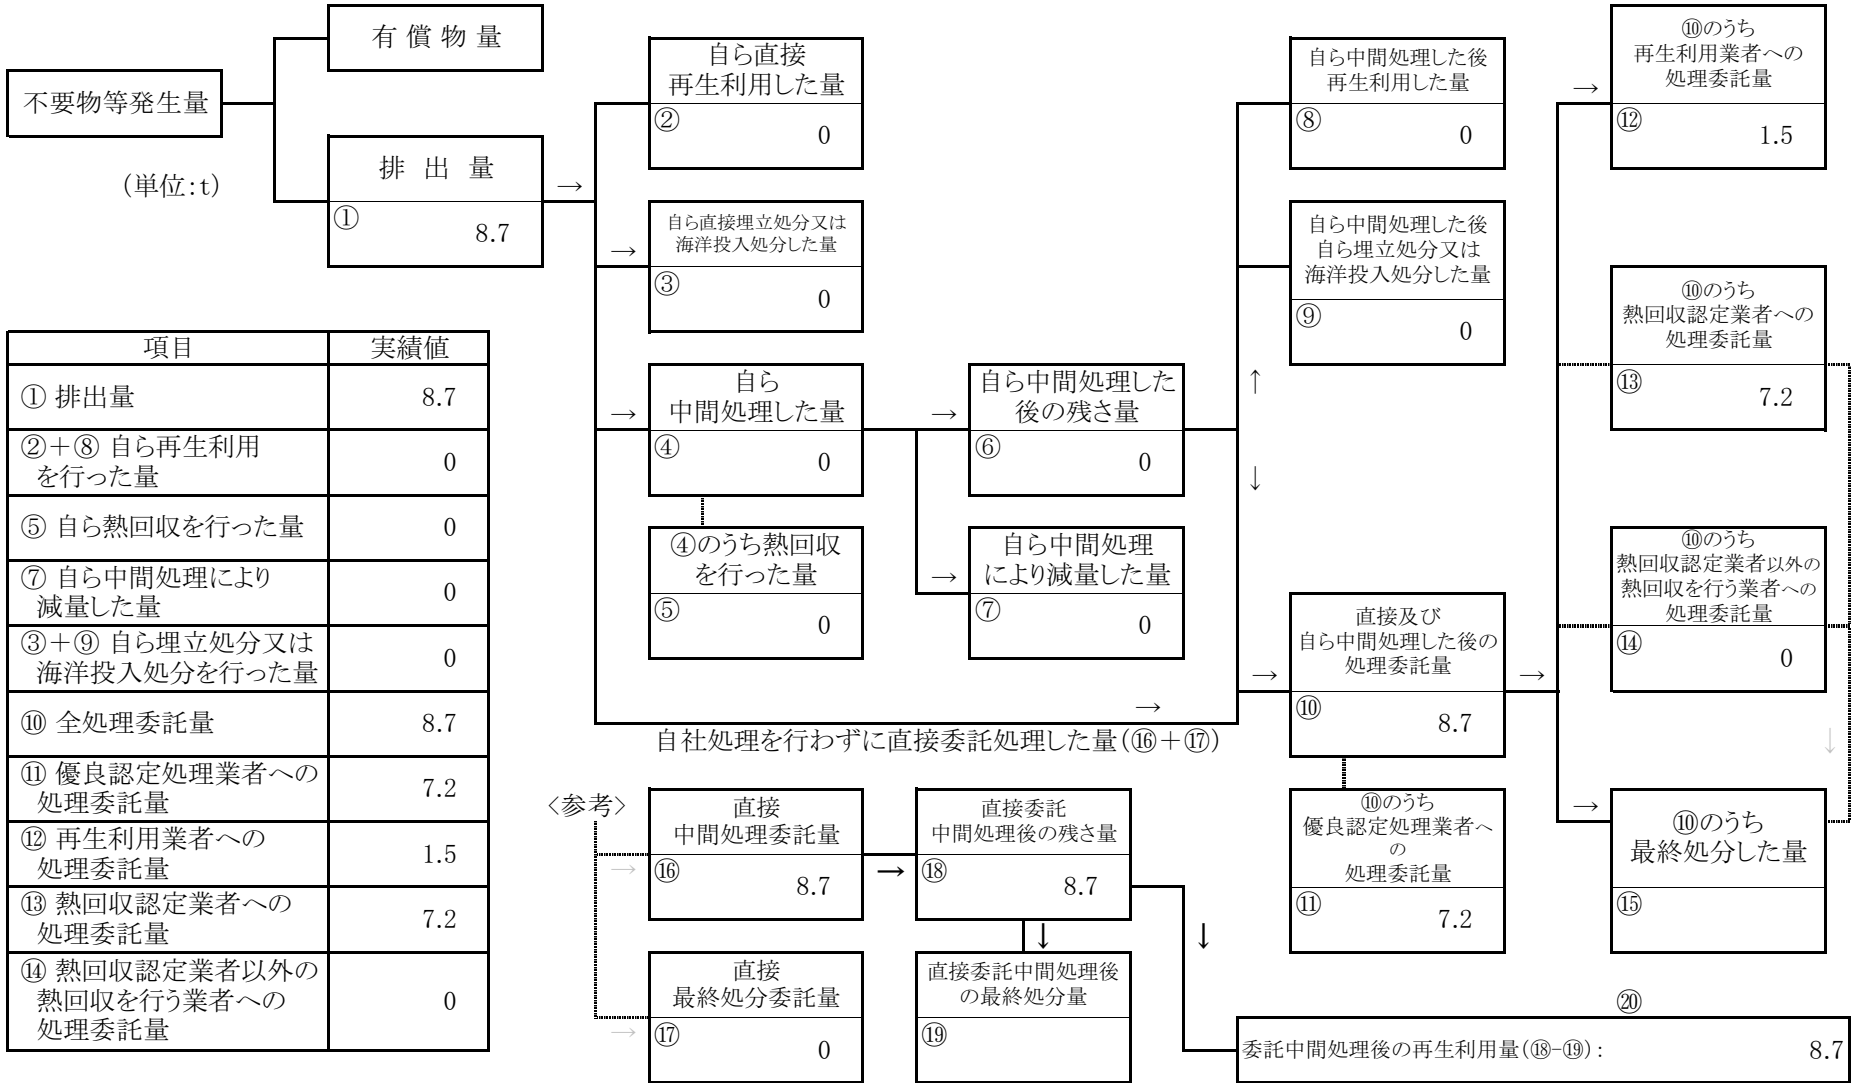 不要物等発生量
(単位:t)
有 償 物 量
排 出 量
①
8.7
→
自ら直接
再生利用した量
②
0
→
自ら直接埋立処分又は
海洋投入処分した量
③
0
→
自ら
中間処理した量
④
0
④のうち熱回収
を行った量
⑤
0
→
自ら中間処理した
後の残さ量
⑥
0
→
自ら中間処理
により減量した量
⑦
0
自ら中間処理した後
再生利用した量
⑧
0
自ら中間処理した後
自ら埋立処分又は
海洋投入処分した量
⑨
0
↑
↓
→
自社処理を行わずに直接委託処理した量(⑯+⑰)
→
直接及び
自ら中間処理した後の
処理委託量
⑩
8.7
⑩のうち
優良認定処理業者へ
の
処理委託量
⑪
7.2
→
→
⑩のうち
再生利用業者への
処理委託量
⑫
1.5
⑩のうち
熱回収認定業者への
処理委託量
⑬
7.2
⑩のうち
熱回収認定業者以外の
熱回収を行う業者への
処理委託量
⑭
0
↓
→
⑩のうち
最終処分した量
⑮
項目 実績値
① 排出量 8.7
②+⑧ 自ら再生利用
を行った量 0
⑤ 自ら熱回収を行った量 0
⑦ 自ら中間処理により
減量した量 0
③+⑨ 自ら埋立処分又は
海洋投入処分を行った量 0
⑩ 全処理委託量 8.7
⑪ 優良認定処理業者への
処理委託量 7.2
⑫ 再生利用業者への
処理委託量 1.5
⑬ 熱回収認定業者への
処理委託量 7.2
⑭ 熱回収認定業者以外の
熱回収を行う業者への
処理委託量 0
〈参考〉
→
直接
中間処理委託量
⑯
8.7
→
直接委託
中間処理後の残さ量
⑱
8.7
↓
↓
→
直接
最終処分委託量
⑰
0
直接委託中間処理後
の最終処分量
⑲
⑳
委託中間処理後の再生利用量(⑱-⑲): 8.7